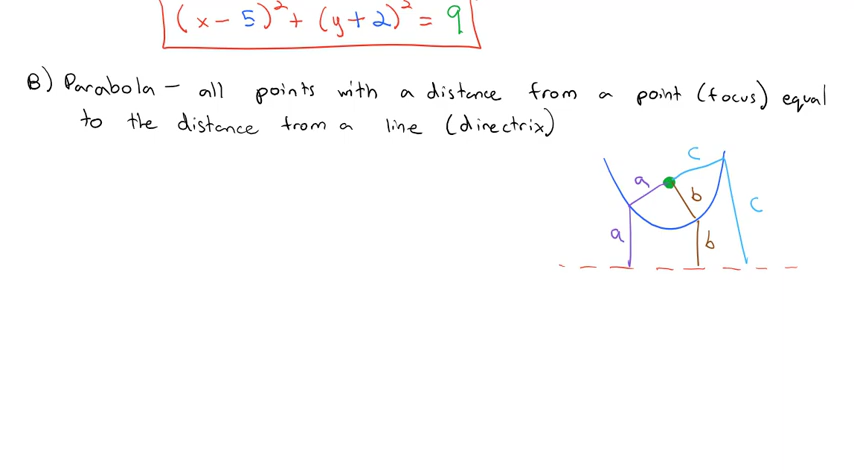 (x - 5)² + (y + 2)² = 9
B) Parabola - all points with a distance from a point (focus) equal
to the distance from a line (directrix)
c
a
b
c
a
b